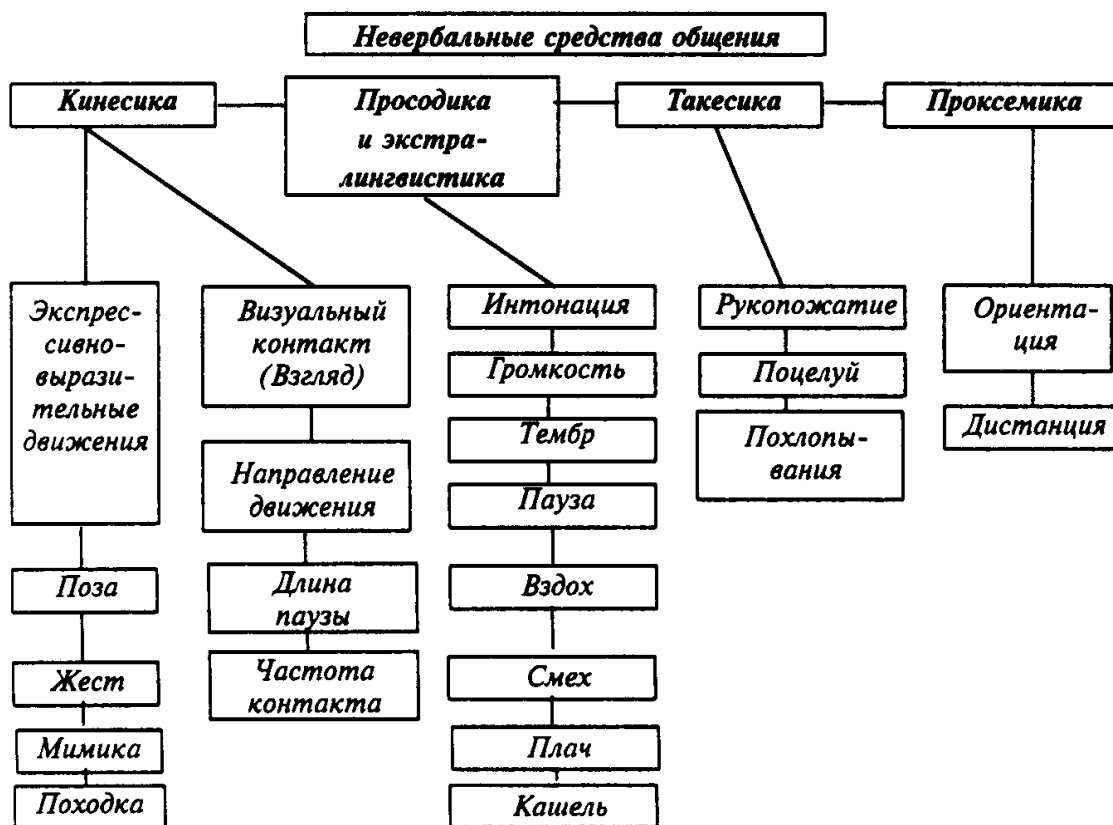 Невербальные средства общения
Кинесика
Просодика
и экстра-
лингвистика
Такесика
Проксемика
Экспрес-
сивно-
вырази-
тельные
движения
Поза
Жест
Мимика
Походка
Визуальный
контакт
(Взгляд)
Направление
движения
Длина
паузы
Частота
контакта
Интонация
Громкость
Тембр
Пауза
Вздох
Смех
Плач
Кашель
Рукопожатие
Поцелуй
Похлопы-
вания
Ориента-
ция
Дистанция